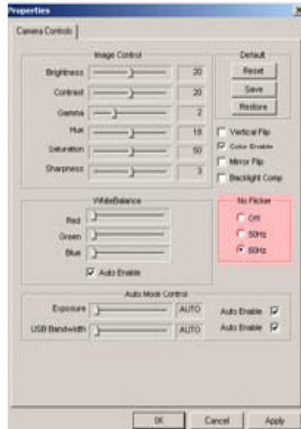 Properties
Camera Controls
Image Control
Brightness 20
Contrast 20
Gamma 2
Hue 18
Saturation 50
Sharpness 3
Default
Reset
Save
Restore
Vertical Flip
Color Enable
Mirror Flip
Backlight Comp
WhiteBalance
Red
Green
Blue
Auto Enable
No Flicker
Off
50Hz
60Hz
Auto Mode Control
Exposure AUTO Auto Enable
USB Bandwidth AUTO Auto Enable
OK Cancel Apply